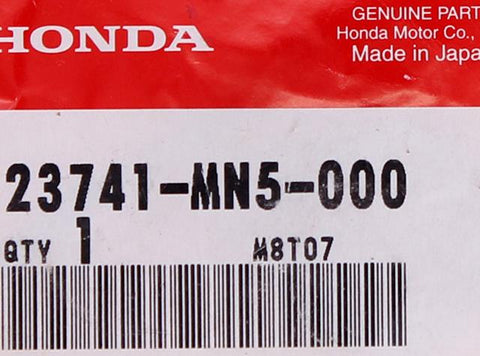 HONDA
GENUINE PART
Honda Motor Co.,
Made in Japa
23741-MN5-000
QTY 1 M8T07